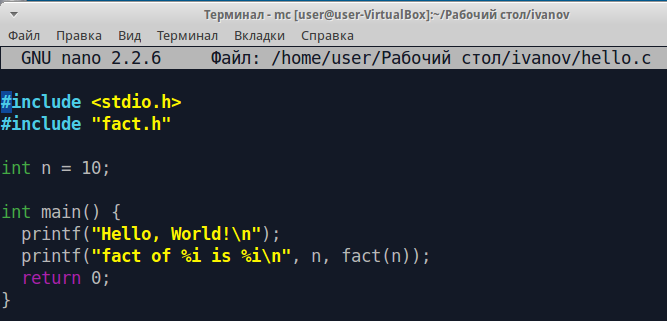 Терминал - mc [user@user-VirtualBox]:~/Рабочий стол/ivanov
Файл Правка Вид Терминал Вкладки Справка
GNU nano 2.2.6 Файл: /home/user/Рабочий стол/ivanov/hello.c
#include <stdio.h>
#include "fact.h"
int n = 10;
int main() {
  printf("Hello, World!\n");
  printf("fact of %i is %i\n", n, fact(n));
  return 0;
}